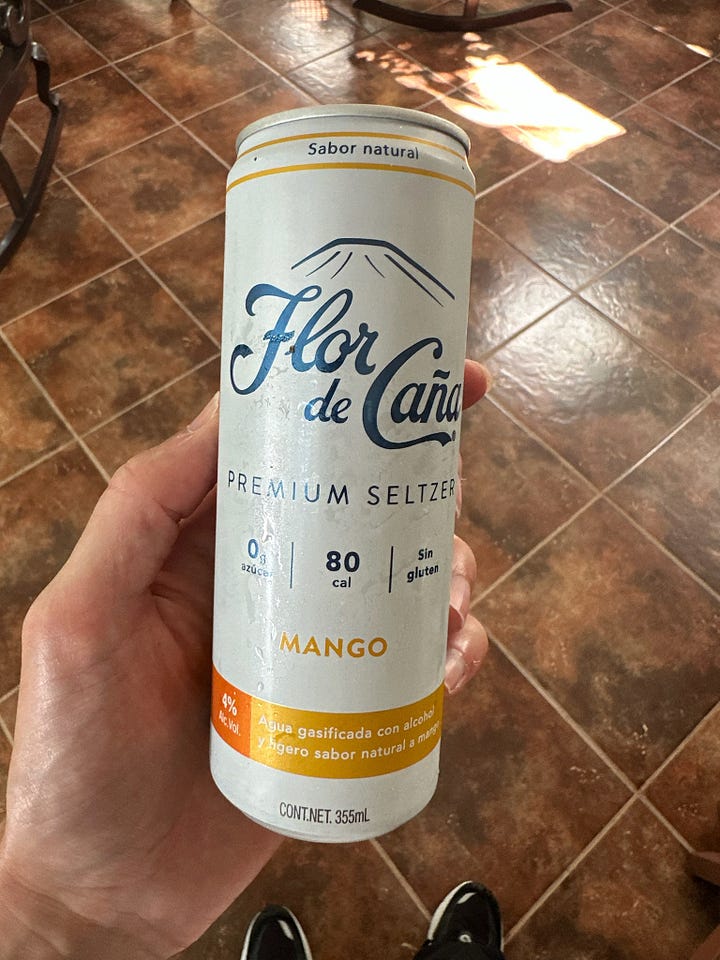 Sabor natural
Flor
de Caña
PREMIUM SELTZER
0g
azúcar
80
cal
Sin
gluten
MANGO
4%
Alc.Vol.
Agua gasificada con alcohol
y ligero sabor natural a mango
CONT.NET. 355mL